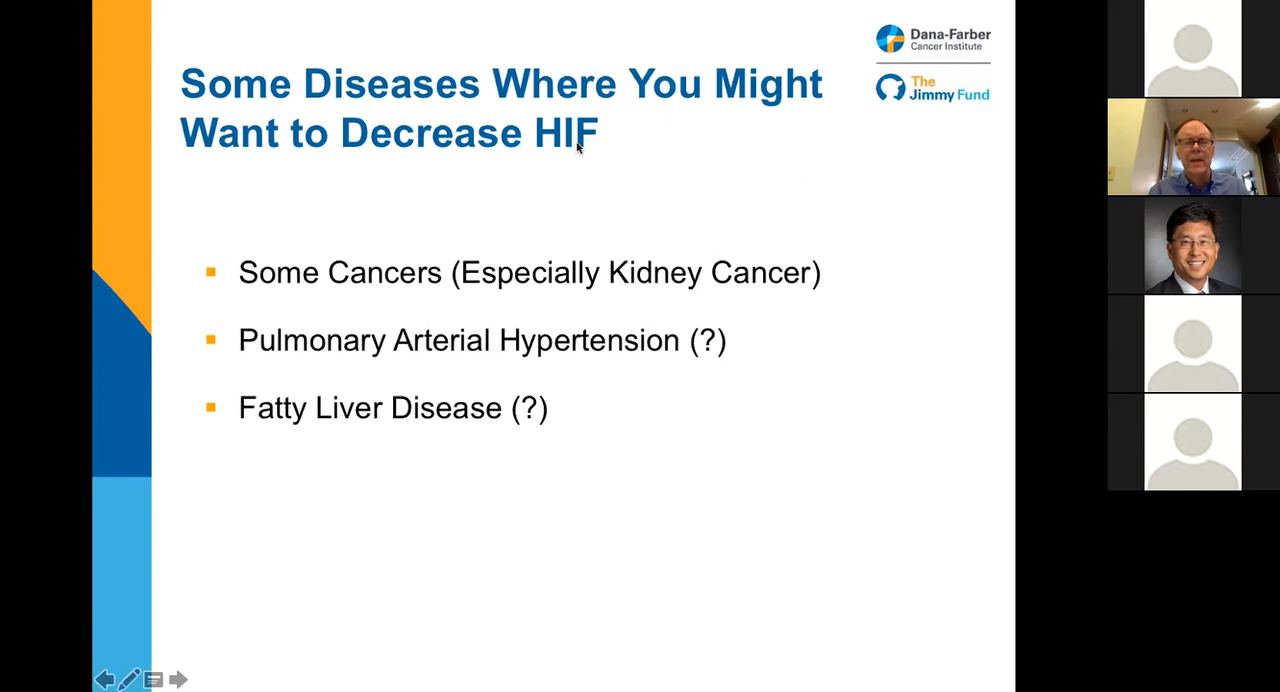 Dana-Farber
Cancer Institute
The
Jimmy Fund
Some Diseases Where You Might
Want to Decrease HIF
▪ Some Cancers (Especially Kidney Cancer)
▪ Pulmonary Arterial Hypertension (?)
▪ Fatty Liver Disease (?)